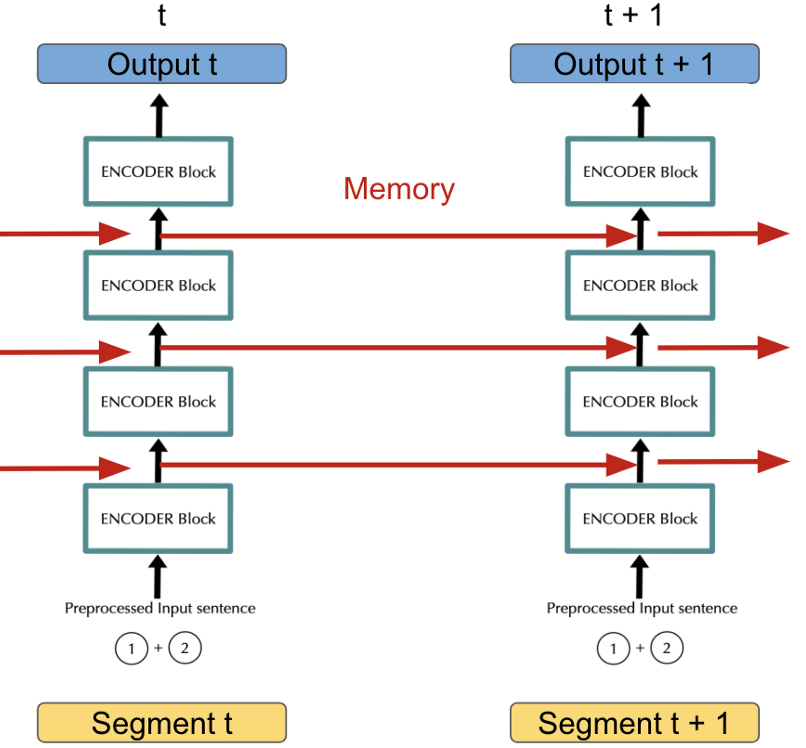 t
t + 1
Output t
Output t + 1
ENCODER Block
ENCODER Block
Memory
ENCODER Block
ENCODER Block
ENCODER Block
ENCODER Block
ENCODER Block
ENCODER Block
Preprocessed Input sentence
Preprocessed Input sentence
1 + 2
1 + 2
Segment t
Segment t + 1